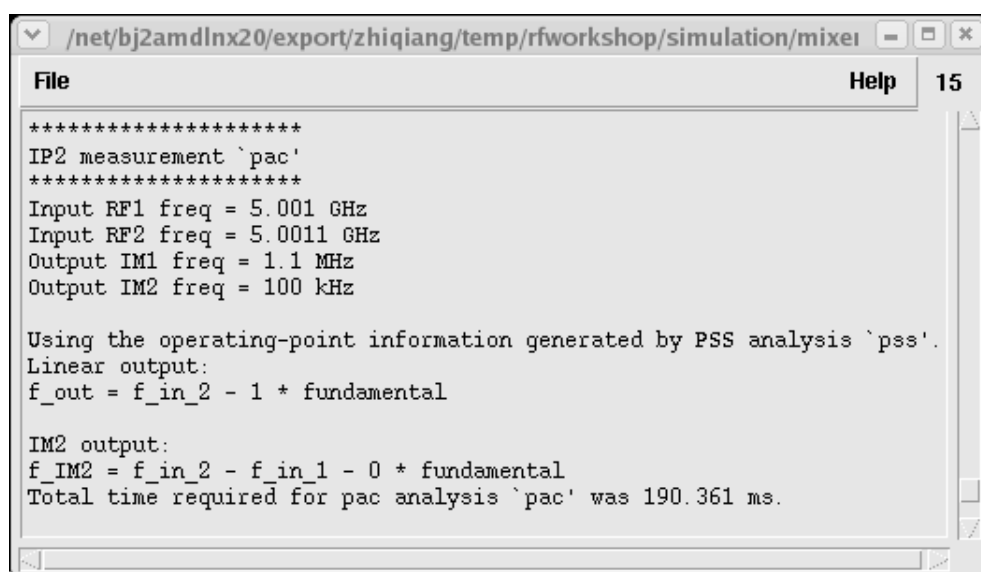 /net/bj2amdlnx20/export/zhiqiang/temp/rfworkshop/simulation/mixer
File Help 15
*********************
IP2 measurement `pac'
*********************
Input RF1 freq = 5.001 GHz
Input RF2 freq = 5.0011 GHz
Output IM1 freq = 1.1 MHz
Output IM2 freq = 100 kHz
Using the operating-point information generated by PSS analysis `pss'.
Linear output:
f_out = f_in_2 - 1 * fundamental
IM2 output:
f_IM2 = f_in_2 - f_in_1 - 0 * fundamental
Total time required for pac analysis `pac' was 190.361 ms.